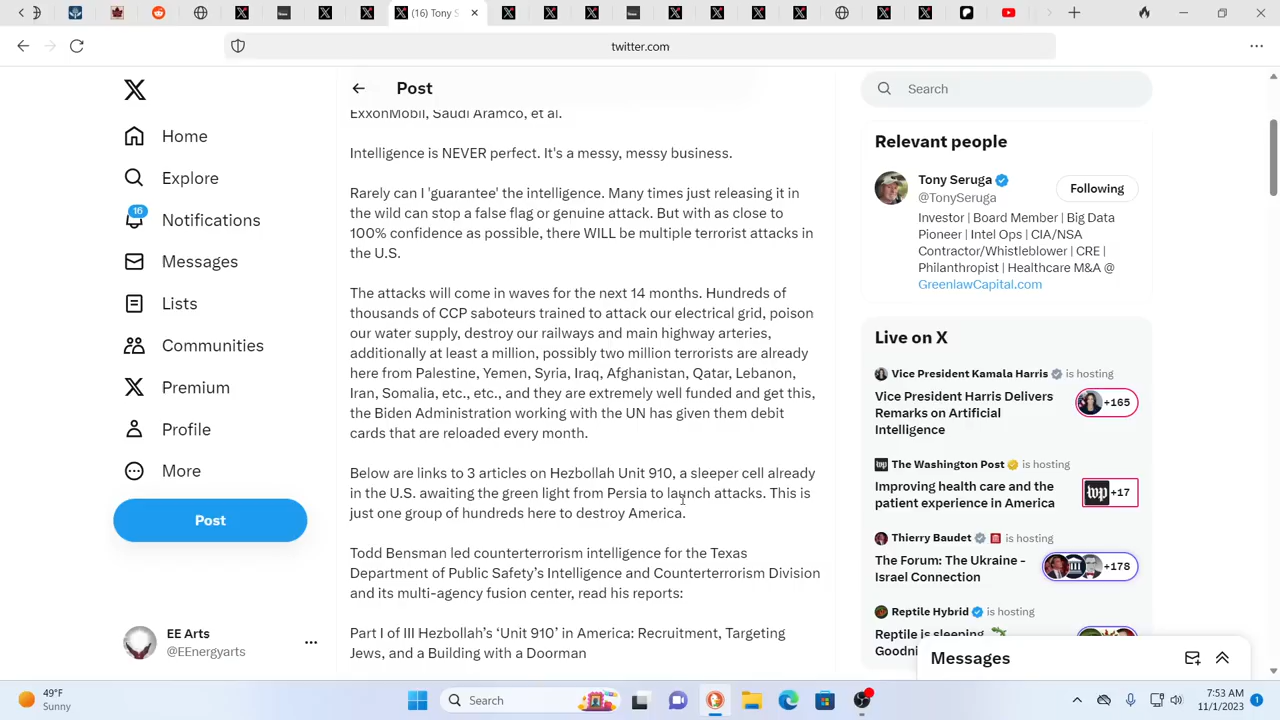 (16) Tony S
twitter.com
Post
Search
Home
Explore
16
Notifications
Messages
Lists
Communities
Premium
Profile
More
Post
EE Arts
@EEnergyarts
ExxonMobil, Saudi Aramco, et al.
Intelligence is NEVER perfect. It's a messy, messy business.
Rarely can I 'guarantee' the intelligence. Many times just releasing it in
the wild can stop a false flag or genuine attack. But with as close to
100% confidence as possible, there WILL be multiple terrorist attacks in
the U.S.
The attacks will come in waves for the next 14 months. Hundreds of
thousands of CCP saboteurs trained to attack our electrical grid, poison
our water supply, destroy our railways and main highway arteries,
additionally at least a million, possibly two million terrorists are already
here from Palestine, Yemen, Syria, Iraq, Afghanistan, Qatar, Lebanon,
Iran, Somalia, etc., etc., and they are extremely well funded and get this,
the Biden Administration working with the UN has given them debit
cards that are reloaded every month.
Below are links to 3 articles on Hezbollah Unit 910, a sleeper cell already
in the U.S. awaiting the green light from Persia to launch attacks. This is
just one group of hundreds here to destroy America.
Todd Bensman led counterterrorism intelligence for the Texas
Department of Public Safety's Intelligence and Counterterrorism Division
and its multi-agency fusion center, read his reports:
Part I of III Hezbollah's 'Unit 910' in America: Recruitment, Targeting
Jews, and a Building with a Doorman
Relevant people
Tony Seruga
@TonySeruga
Following
Investor | Board Member | Big Data
Pioneer | Intel Ops | CIA/NSA
Contractor/Whistleblower | CRE |
Philanthropist | Healthcare M&A @
GreenlawCapital.com
Live on X
Vice President Kamala Harris is hosting
Vice President Harris Delivers
Remarks on Artificial
Intelligence
+165
The Washington Post is hosting
Improving health care and the
patient experience in America
wp +17
Thierry Baudet is hosting
The Forum: The Ukraine -
Israel Connection
+178
Reptile Hybrid is hosting
Reptile is sleeping
Goodni
Messages
49°F
Sunny
Search
7:53 AM
11/1/2023
1